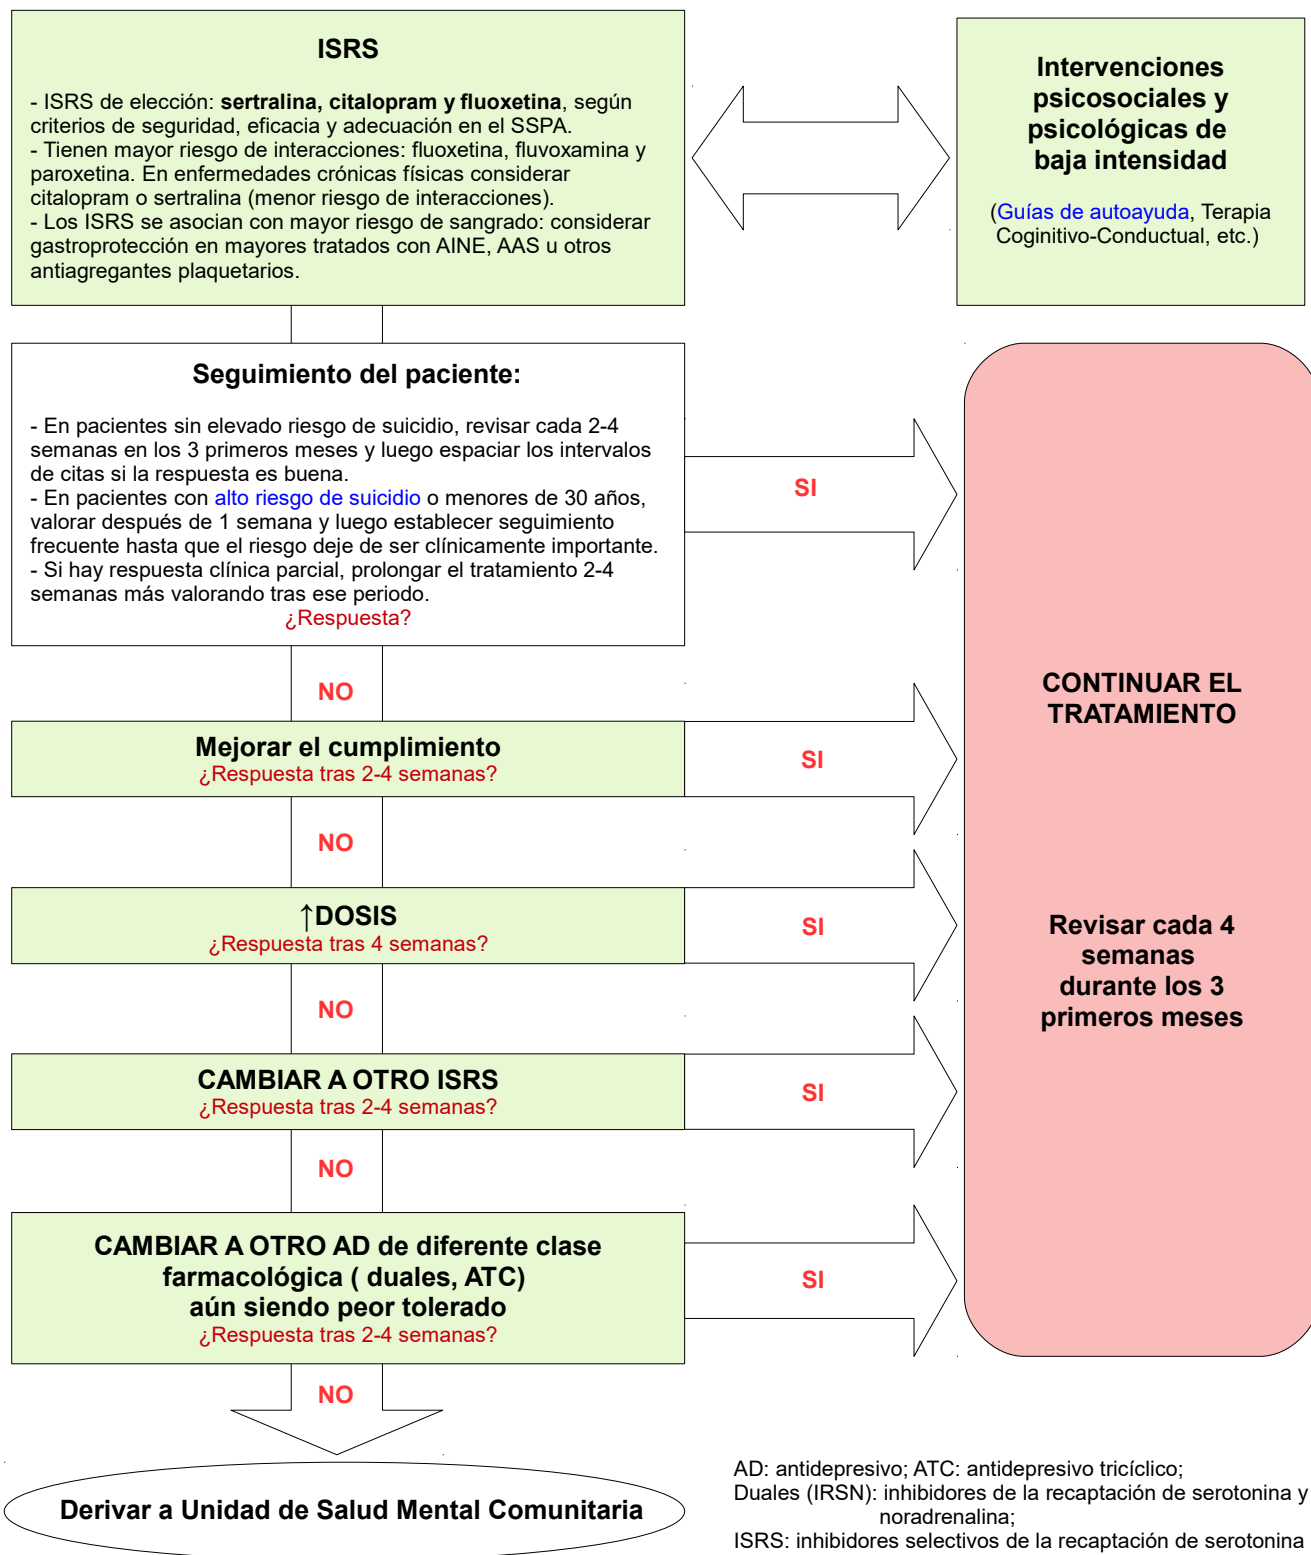 ISRS
- ISRS de elección: sertralina, citalopram y fluoxetina, según
criterios de seguridad, eficacia y adecuación en el SSPA.
- Tienen mayor riesgo de interacciones: fluoxetina, fluvoxamina y
paroxetina. En enfermedades crónicas físicas considerar
citalopram o sertralina (menor riesgo de interacciones).
- Los ISRS se asocian con mayor riesgo de sangrado: considerar
gastroprotección en mayores tratados con AINE, AAS u otros
antiagregantes plaquetarios.
Intervenciones
psicosociales y
psicológicas de
baja intensidad
(Guías de autoayuda, Terapia
Coginitivo-Conductual, etc.)
Seguimiento del paciente:
- En pacientes sin elevado riesgo de suicidio, revisar cada 2-4
semanas en los 3 primeros meses y luego espaciar los intervalos
de citas si la respuesta es buena.
- En pacientes con alto riesgo de suicidio o menores de 30 años,
valorar después de 1 semana y luego establecer seguimiento
frecuente hasta que el riesgo deje de ser clínicamente importante.
- Si hay respuesta clínica parcial, prolongar el tratamiento 2-4
semanas más valorando tras ese periodo.
¿Respuesta?
SI
NO
Mejorar el cumplimiento
¿Respuesta tras 2-4 semanas?
SI
NO
↑DOSIS
¿Respuesta tras 4 semanas?
SI
NO
CAMBIAR A OTRO ISRS
¿Respuesta tras 2-4 semanas?
SI
NO
CAMBIAR A OTRO AD de diferente clase
farmacológica ( duales, ATC)
aún siendo peor tolerado
¿Respuesta tras 2-4 semanas?
SI
NO
CONTINUAR EL
TRATAMIENTO
Revisar cada 4
semanas
durante los 3
primeros meses
Derivar a Unidad de Salud Mental Comunitaria
AD: antidepresivo; ATC: antidepresivo tricíclico;
Duales (IRSN): inhibidores de la recaptación de serotonina y
noradrenalina;
ISRS: inhibidores selectivos de la recaptación de serotonina